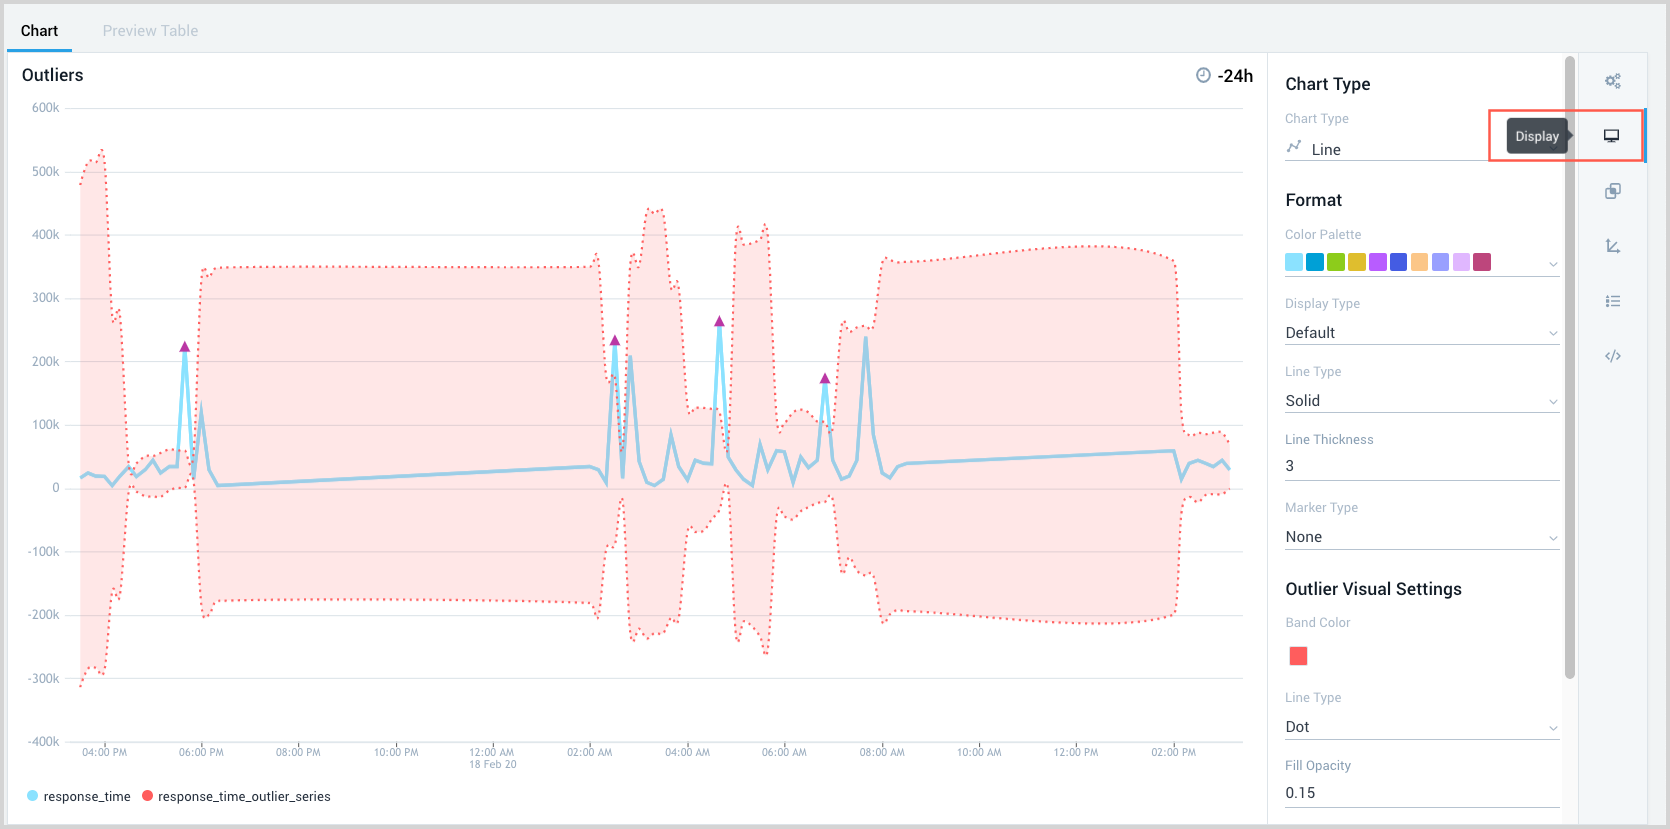 Chart
Preview Table
Outliers
-24h
600k
500k
400k
300k
200k
100k
0
-100k
-200k
-300k
-400k
04:00 PM
06:00 PM
08:00 PM
10:00 PM
12:00 AM
18 Feb 20
02:00 AM
04:00 AM
06:00 AM
08:00 AM
10:00 AM
12:00 PM
02:00 PM
response_time
response_time_outlier_series
Chart Type
Chart Type
Line
Display
Format
Color Palette
Display Type
Default
Line Type
Solid
Line Thickness
3
Marker Type
None
Outlier Visual Settings
Band Color
Line Type
Dot
Fill Opacity
0.15